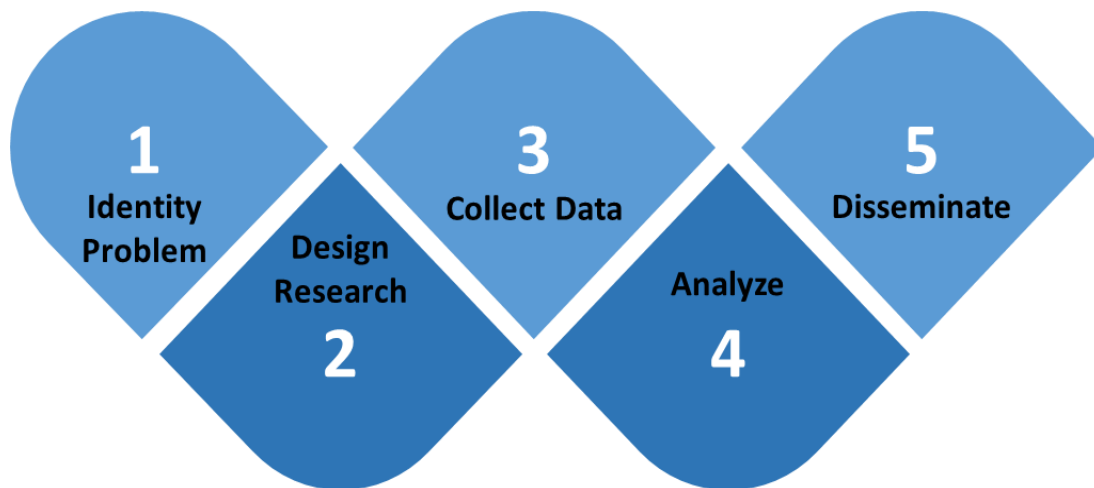 1
Identity
Problem
Design
Research
2
3
Collect Data
Analyze
4
5
Disseminate